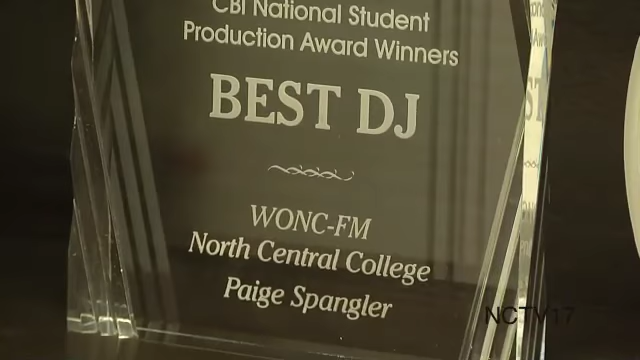 CBI National Student
Production Award Winners
BEST DJ
WONC-FM
North Central College
Paige Spangler
NCTV17